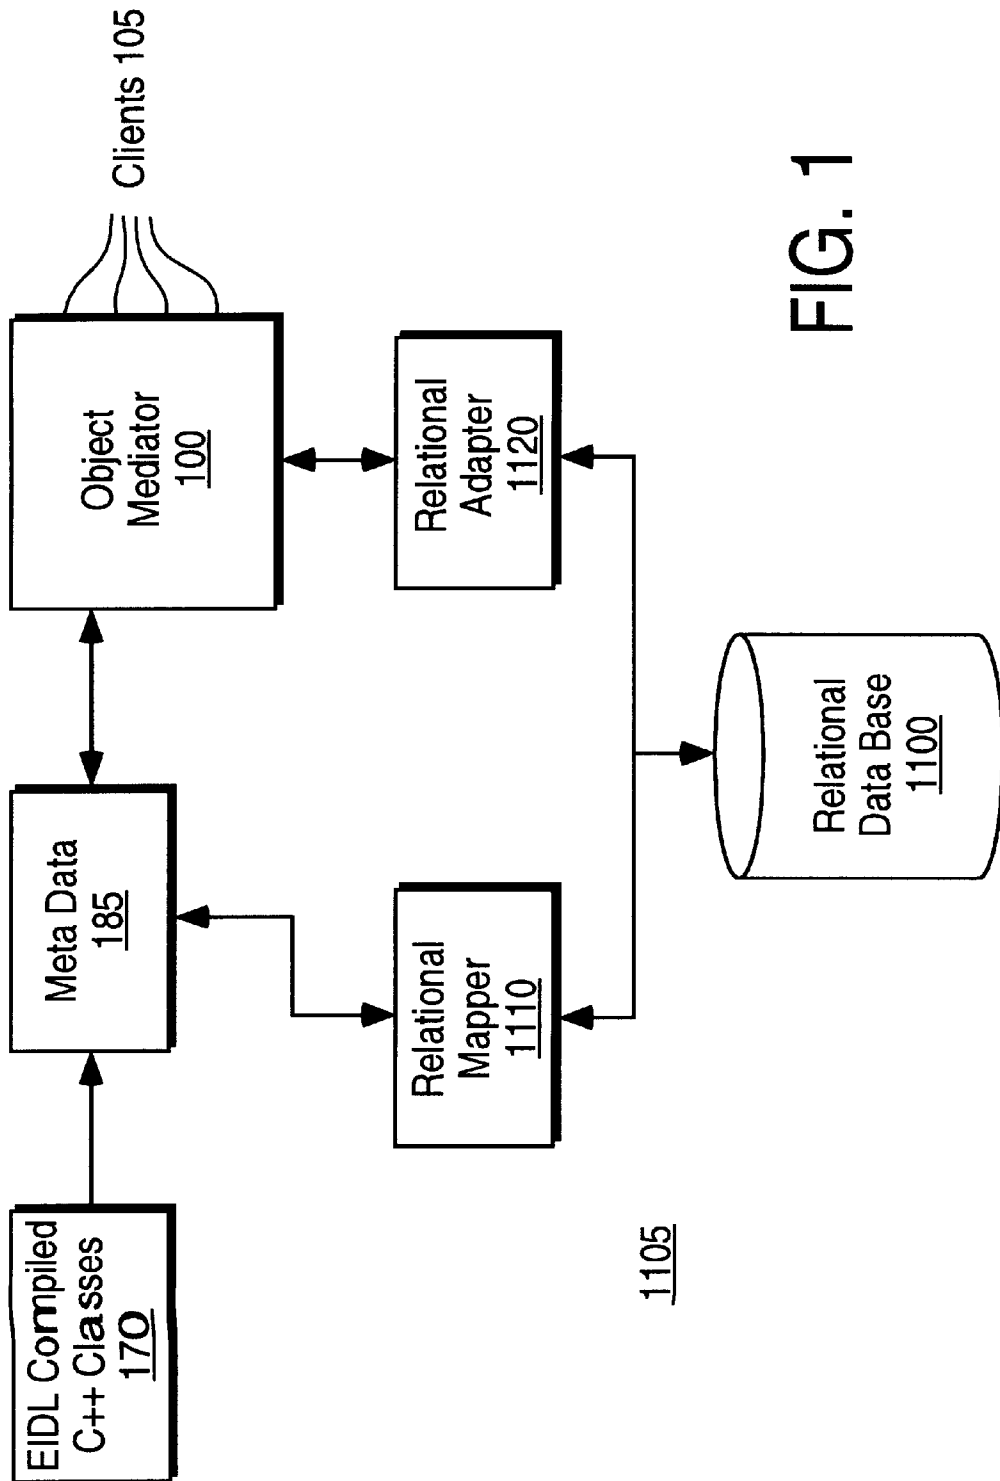 EIDL Compiled
C++ Classes
170
Meta Data
185
Object
Mediator
100
Clients 105
Relational
Mapper
1110
Relational
Adapter
1120
Relational
Data Base
1100
1105
FIG. 1